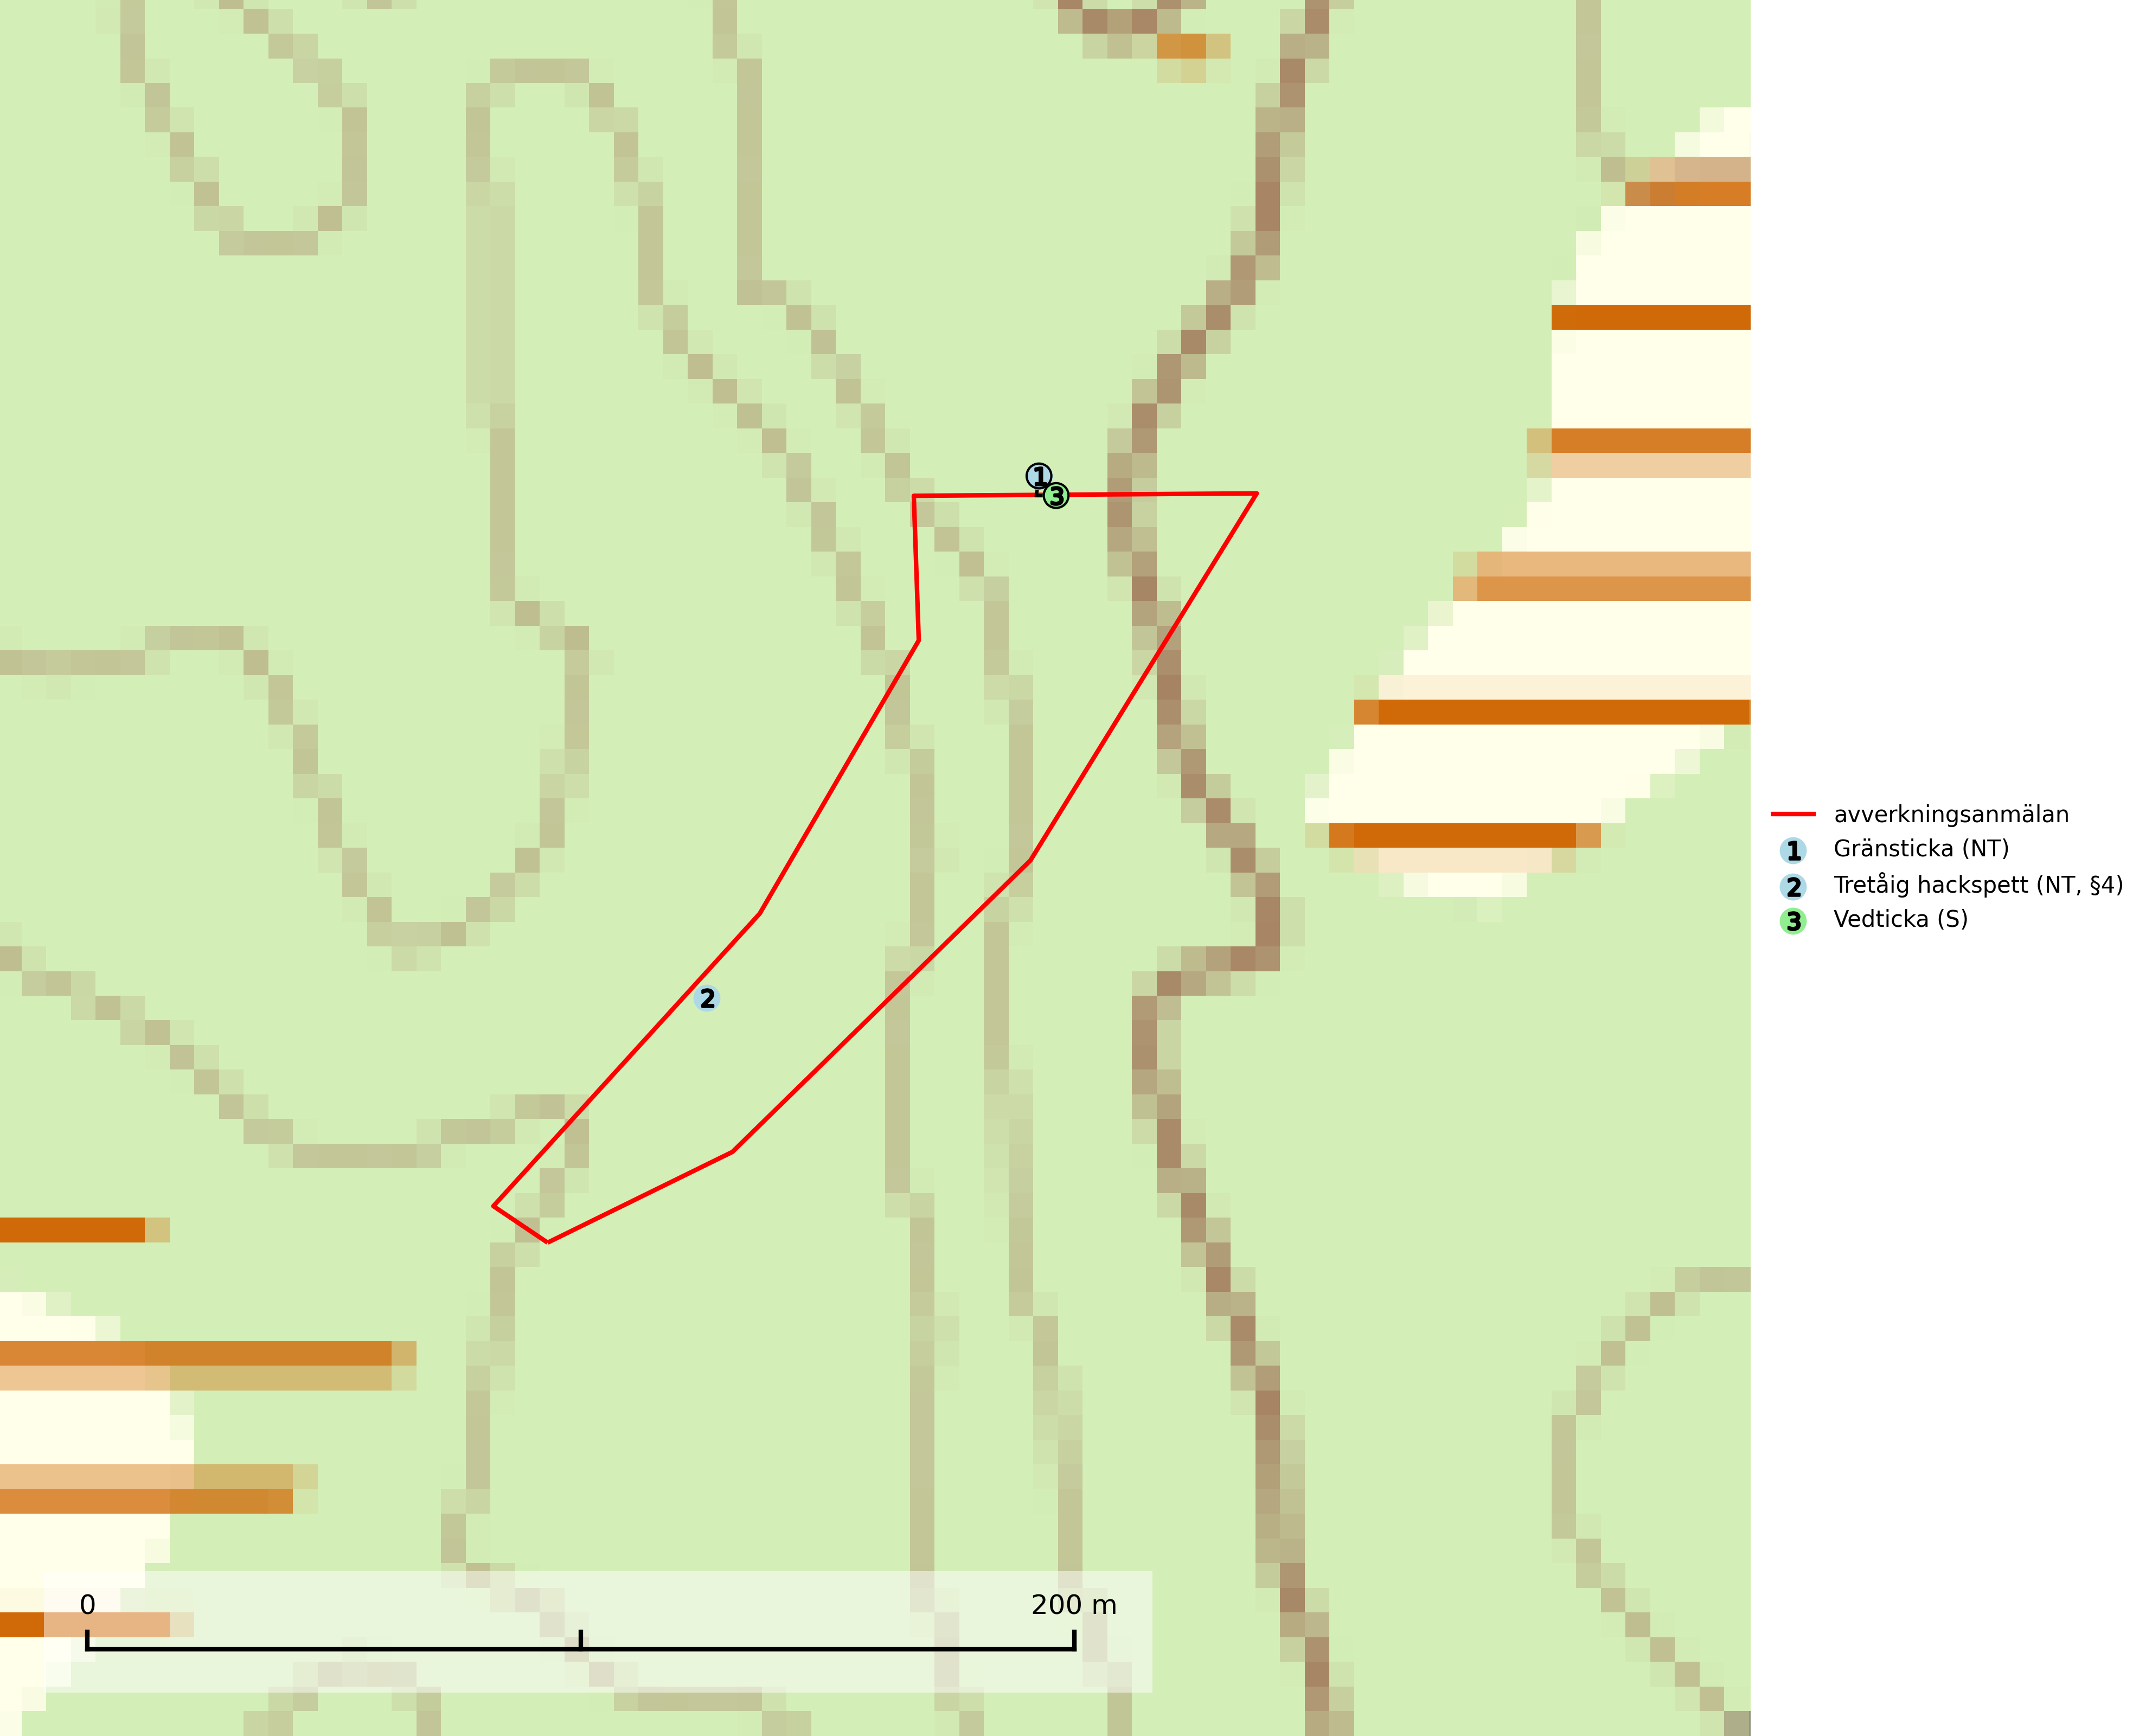 1
3
2
avverkningsanmälan
1 Gränsticka (NT)
2 Tretåig hackspett (NT, §4)
3 Vedticka (S)
0 200 m